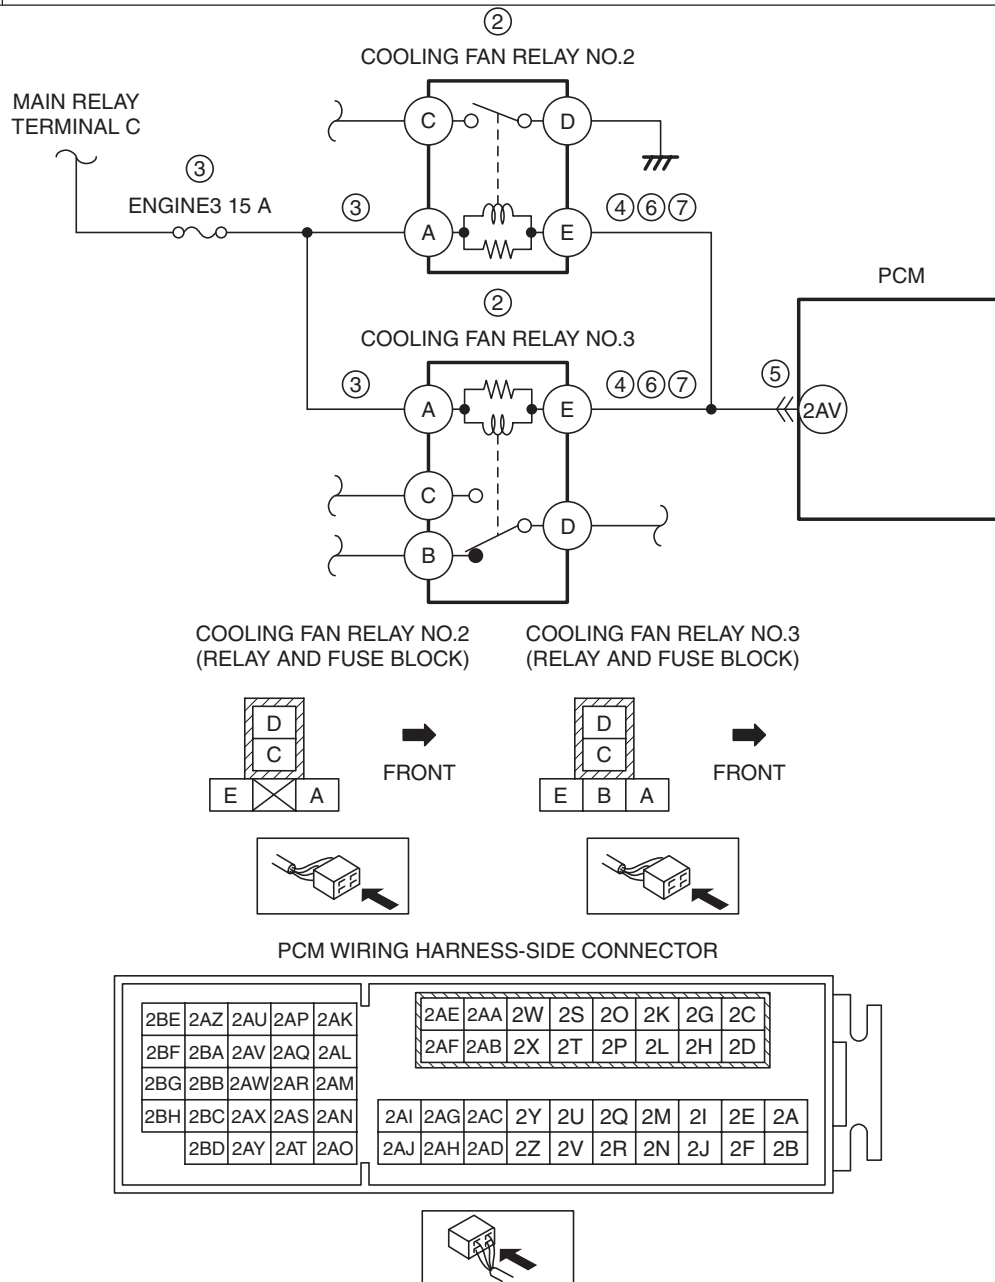 ②
COOLING FAN RELAY NO.2
MAIN RELAY
TERMINAL C
C
D
③
ENGINE3 15 A
③
A
E
④⑥⑦
PCM
②
COOLING FAN RELAY NO.3
③
A
E
④⑥⑦
⑤
2AV
C
B
D
COOLING FAN RELAY NO.2
(RELAY AND FUSE BLOCK)
COOLING FAN RELAY NO.3
(RELAY AND FUSE BLOCK)
D
C
E A
FRONT
D
C
E B A
FRONT
PCM WIRING HARNESS-SIDE CONNECTOR
2BE 2AZ 2AU 2AP 2AK
2BF 2BA 2AV 2AQ 2AL
2BG 2BB 2AW 2AR 2AM
2BH 2BC 2AX 2AS 2AN
2BD 2AY 2AT 2AO
2AE 2AA 2W 2S 2O 2K 2G 2C
2AF 2AB 2X 2T 2P 2L 2H 2D
2AI 2AG 2AC 2Y 2U 2Q 2M 2I 2E 2A
2AJ 2AH 2AD 2Z 2V 2R 2N 2J 2F 2B